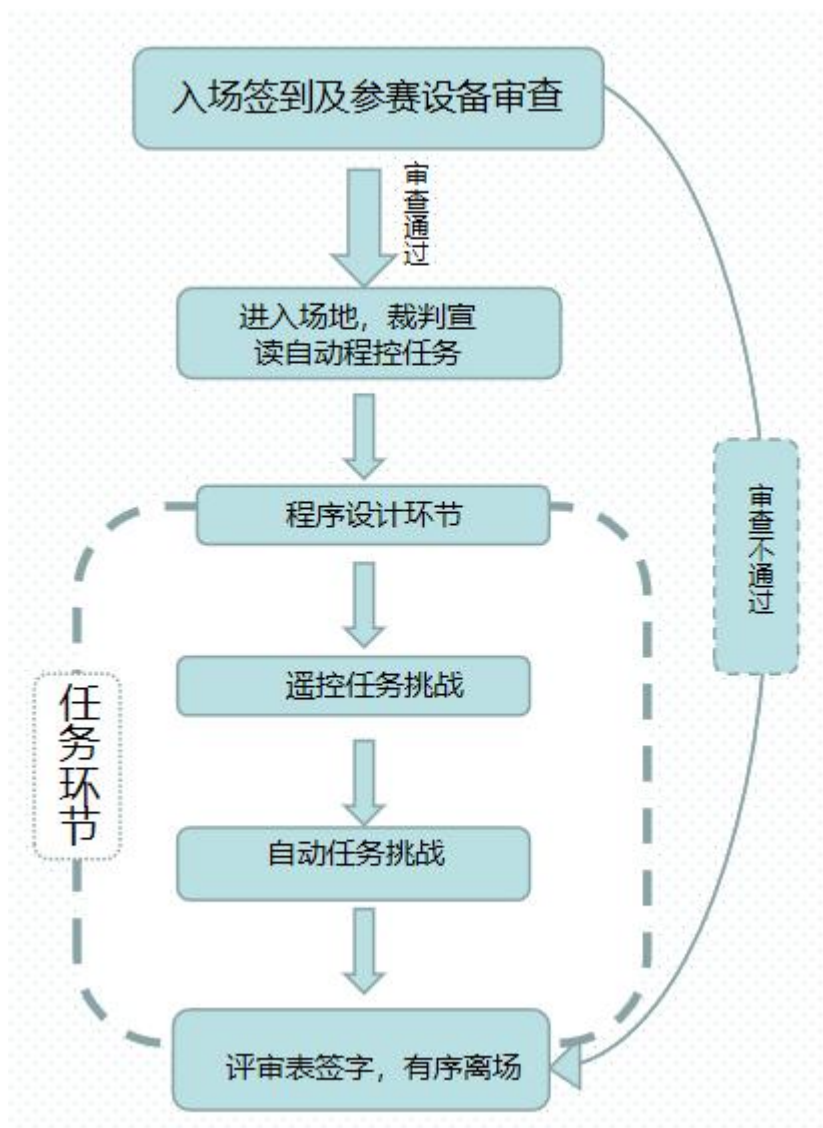 入场签到及参赛设备审查
审查通过
进入场地，裁判宣
读自动程控任务
程序设计环节
审查不通过
遥控任务挑战
任务环节
自动任务挑战
评审表签字，有序离场